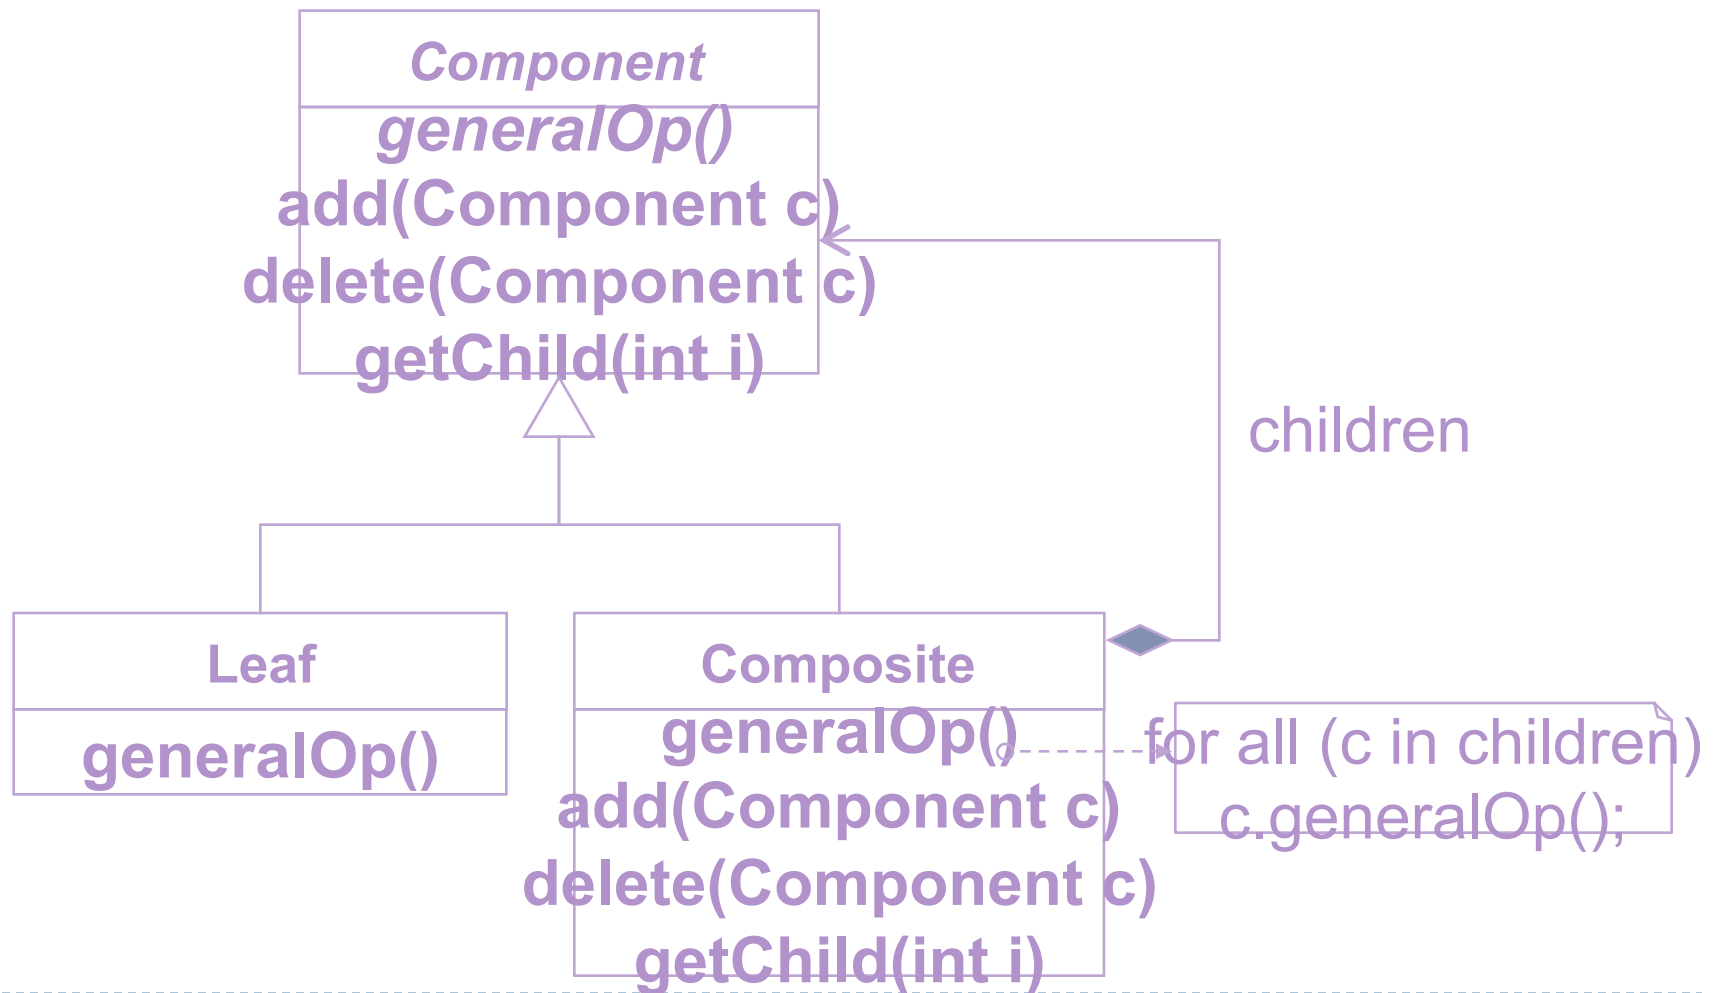 Component
generalOp()
add(Component c)
delete(Component c)
getChild(int i)
children
Leaf
generalOp()
Composite
generalOp()
add(Component c)
delete(Component c)
getChild(int i)
for all (c in children)
c.generalOp();